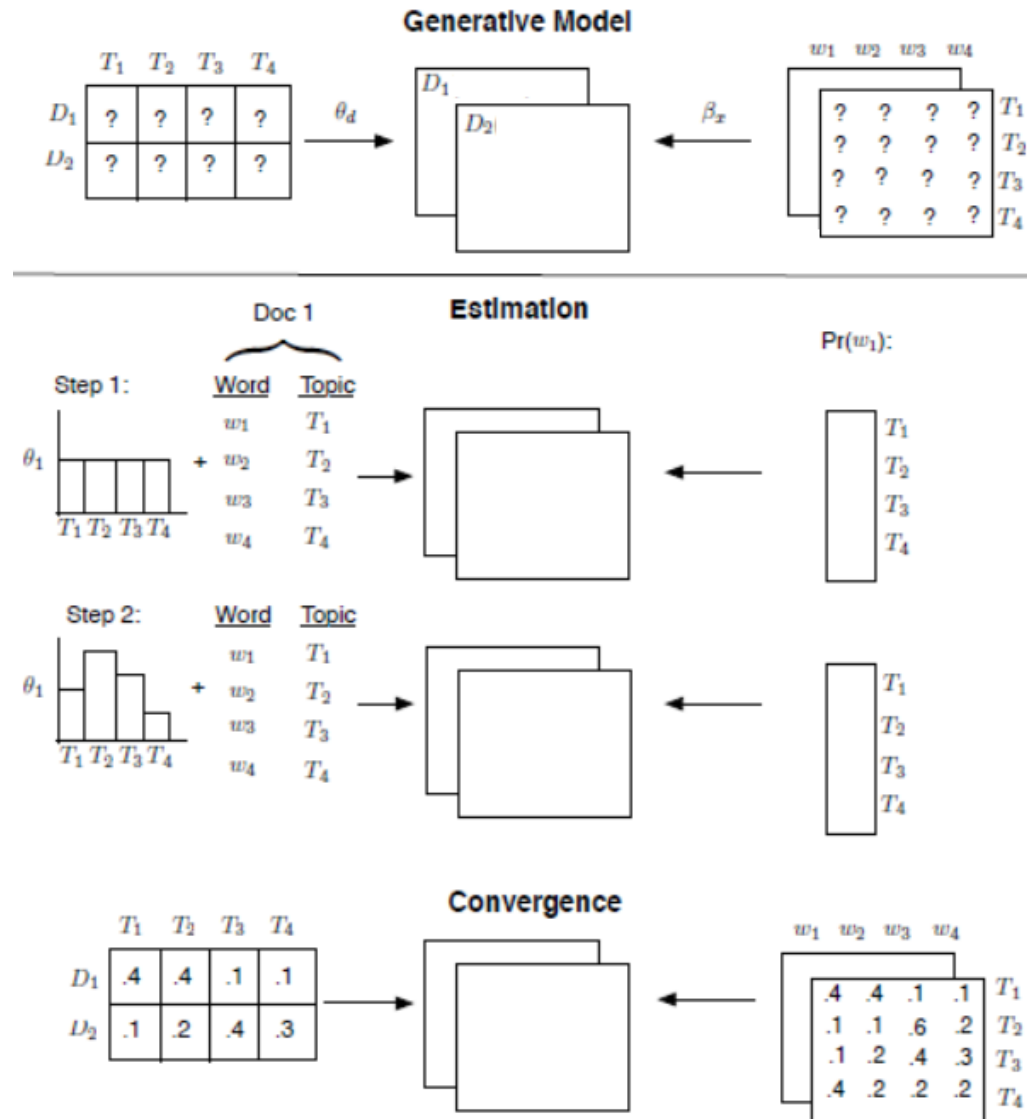 Generative Model
T1 T2 T3 T4
D1 ? ? ? ?
D2 ? ? ? ?
θd
D1
D2
βx
w1 w2 w3 w4
? ? ? ? T1
? ? ? ? T2
? ? ? ? T3
? ? ? ? T4
Estimation
Doc 1
Pr(w1):
Step 1:
Word Topic
θ1
T1 T2 T3 T4
+
w1 T1
w2 T2
w3 T3
w4 T4
T1
T2
T3
T4
Step 2:
Word Topic
θ1
T1 T2 T3 T4
+
w1 T1
w2 T2
w3 T3
w4 T4
T1
T2
T3
T4
Convergence
T1 T2 T3 T4
D1 .4 .4 .1 .1
D2 .1 .2 .4 .3
w1 w2 w3 w4
.4 .4 .1 .1 T1
.1 .1 .6 .2 T2
.1 .2 .4 .3 T3
.4 .2 .2 .2 T4